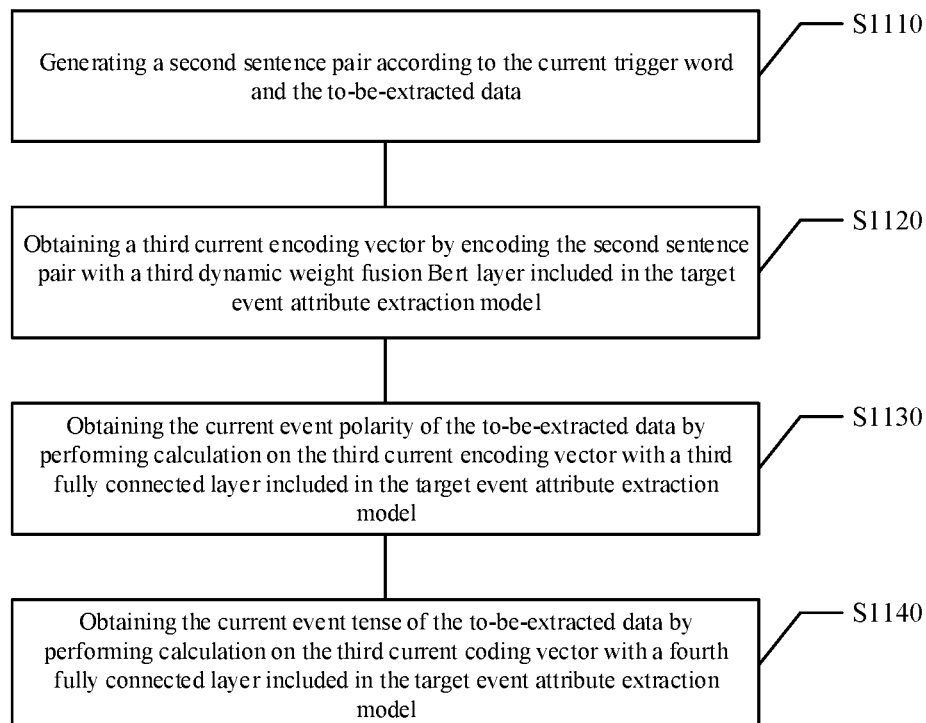 S1110
Generating a second sentence pair according to the current trigger word
and the to-be-extracted data
S1120
Obtaining a third current encoding vector by encoding the second sentence
pair with a third dynamic weight fusion Bert layer included in the target
event attribute extraction model
S1130
Obtaining the current event polarity of the to-be-extracted data by
performing calculation on the third current encoding vector with a third
fully connected layer included in the target event attribute extraction
model
S1140
Obtaining the current event tense of the to-be-extracted data by
performing calculation on the third current coding vector with a fourth
fully connected layer included in the target event attribute extraction
model